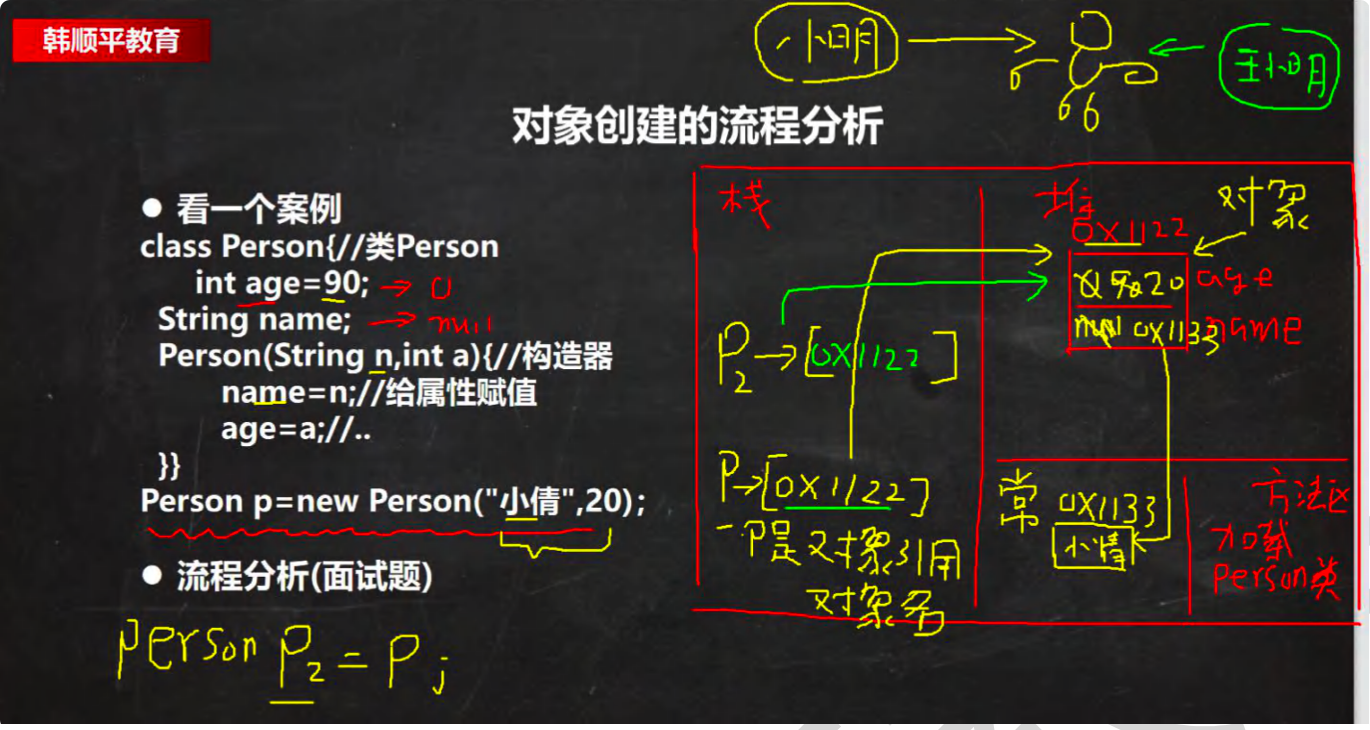 韩顺平教育
小明
王小明
对象创建的流程分析
● 看一个案例
class Person{//类Person
int age=90; → 0
String name; → null
Person(String n,int a){//构造器
name=n;//给属性赋值
age=a;//..
}}
Person p=new Person("小倩",20);
● 流程分析(面试题)
person p2 = p;
栈
p2→[0x1122]
p→[0x1122]
p是对象引用
对象名
堆
对象
0x1122
20 age
null 0x1133 name
常
0x1133
小倩
方法区
加载
person类